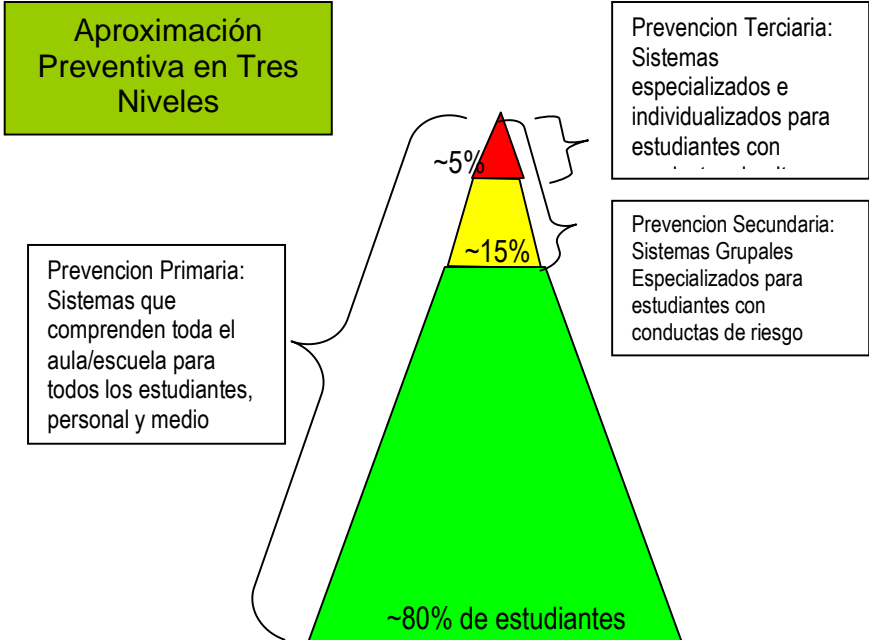 Aproximación
Preventiva en Tres
Niveles
Prevencion Terciaria:
Sistemas
especializados e
individualizados para
estudiantes con
~5%
Prevencion Secundaria:
Sistemas Grupales
Especializados para
estudiantes con
conductas de riesgo
~15%
Prevencion Primaria:
Sistemas que
comprenden toda el
aula/escuela para
todos los estudiantes,
personal y medio
~80% de estudiantes